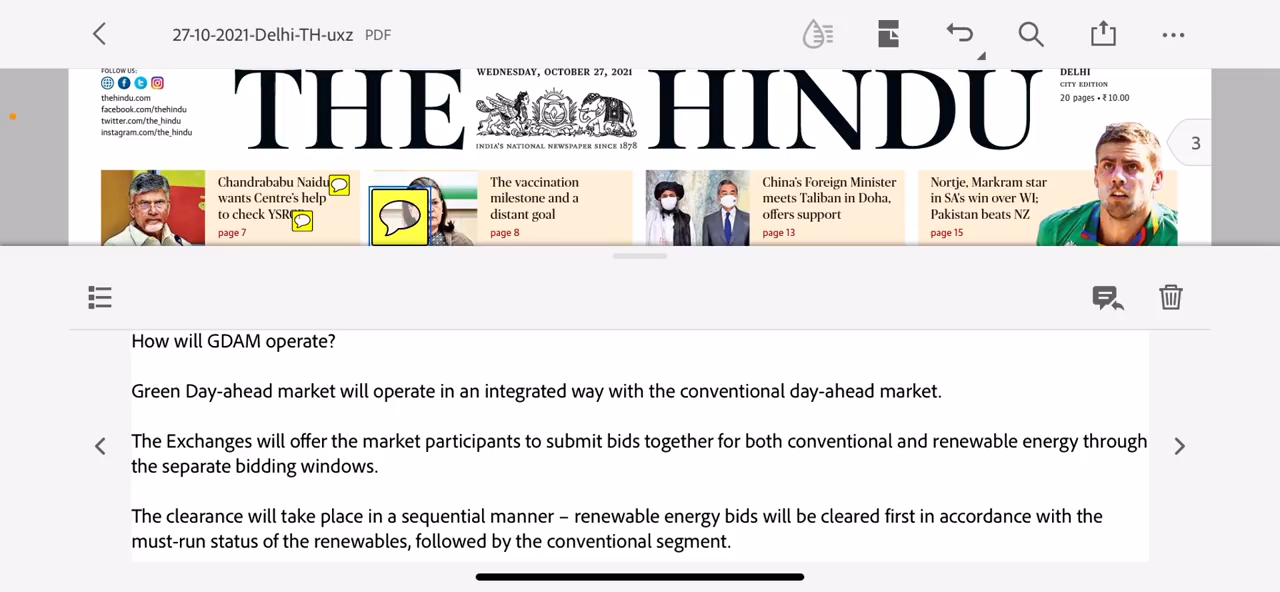 27-10-2021-Delhi-TH-uxz PDF
FOLLOW US:
thehindu.com
facebook.com/thehindu
twitter.com/the_hindu
instagram.com/the_hindu
WEDNESDAY, OCTOBER 27, 2021
THE HINDU
INDIA'S NATIONAL NEWSPAPER SINCE 1878
DELHI
CITY EDITION
20 pages • ₹10.00
3
Chandrababu Naidu
wants Centre's help
to check
page 7
The vaccination
milestone and a
distant goal
page 8
China's Foreign Minister
meets Taliban in Doha,
offers support
page 13
Nortje, Markram star
in SA's win over WI;
Pakistan beats NZ
page 15
How will GDAM operate?
Green Day-ahead market will operate in an integrated way with the conventional day-ahead market.
The Exchanges will offer the market participants to submit bids together for both conventional and renewable energy through
the separate bidding windows.
The clearance will take place in a sequential manner – renewable energy bids will be cleared first in accordance with the
must-run status of the renewables, followed by the conventional segment.